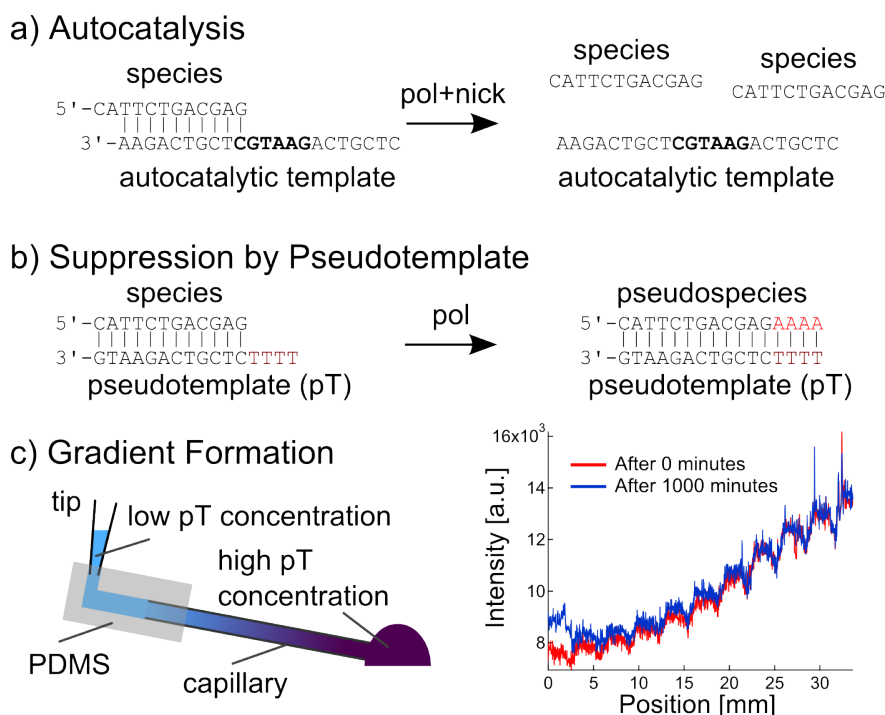 a) Autocatalysis
species
5'-CATTCTGACGAG
3'-AAGACTGCTCGTAAGACTGCTC
autocatalytic template
pol+nick
species
species
CATTCTGACGAG
CATTCTGACGAG
AAGACTGCTCGTAAGACTGCTC
autocatalytic template
b) Suppression by Pseudotemplate
species
5'-CATTCTGACGAG
3'-GTAAGACTGCTCTTTT
pseudotemplate (pT)
pol
pseudospecies
5'-CATTCTGACGAGAAAA
3'-GTAAGACTGCTCTTTT
pseudotemplate (pT)
c) Gradient Formation
tip
low pT concentration
high pT
concentration
PDMS
capillary
16x10³
14
12
10
8
Intensity [a.u.]
After 0 minutes
After 1000 minutes
0 5 10 15 20 25 30
Position [mm]